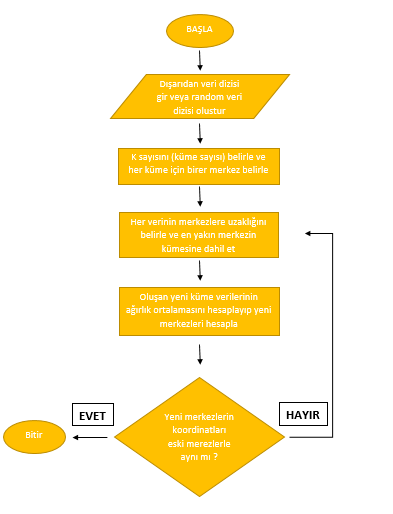 BAŞLA
Dışarıdan veri dizisi
gir veya random veri
dizisi olustur
K sayısını (küme sayısı) belirle ve
her küme için birer merkez belirle
Her verinin merkezlere uzaklığını
belirle ve en yakın merkezin
kümesine dahil et
Oluşan yeni küme verilerinin
ağırlık ortalamasını hesaplayıp yeni
merkezleri hesapla
EVET
HAYIR
Yeni merkezlerin
koordinatları
eski merezlerle
aynı mı ?
Bitir